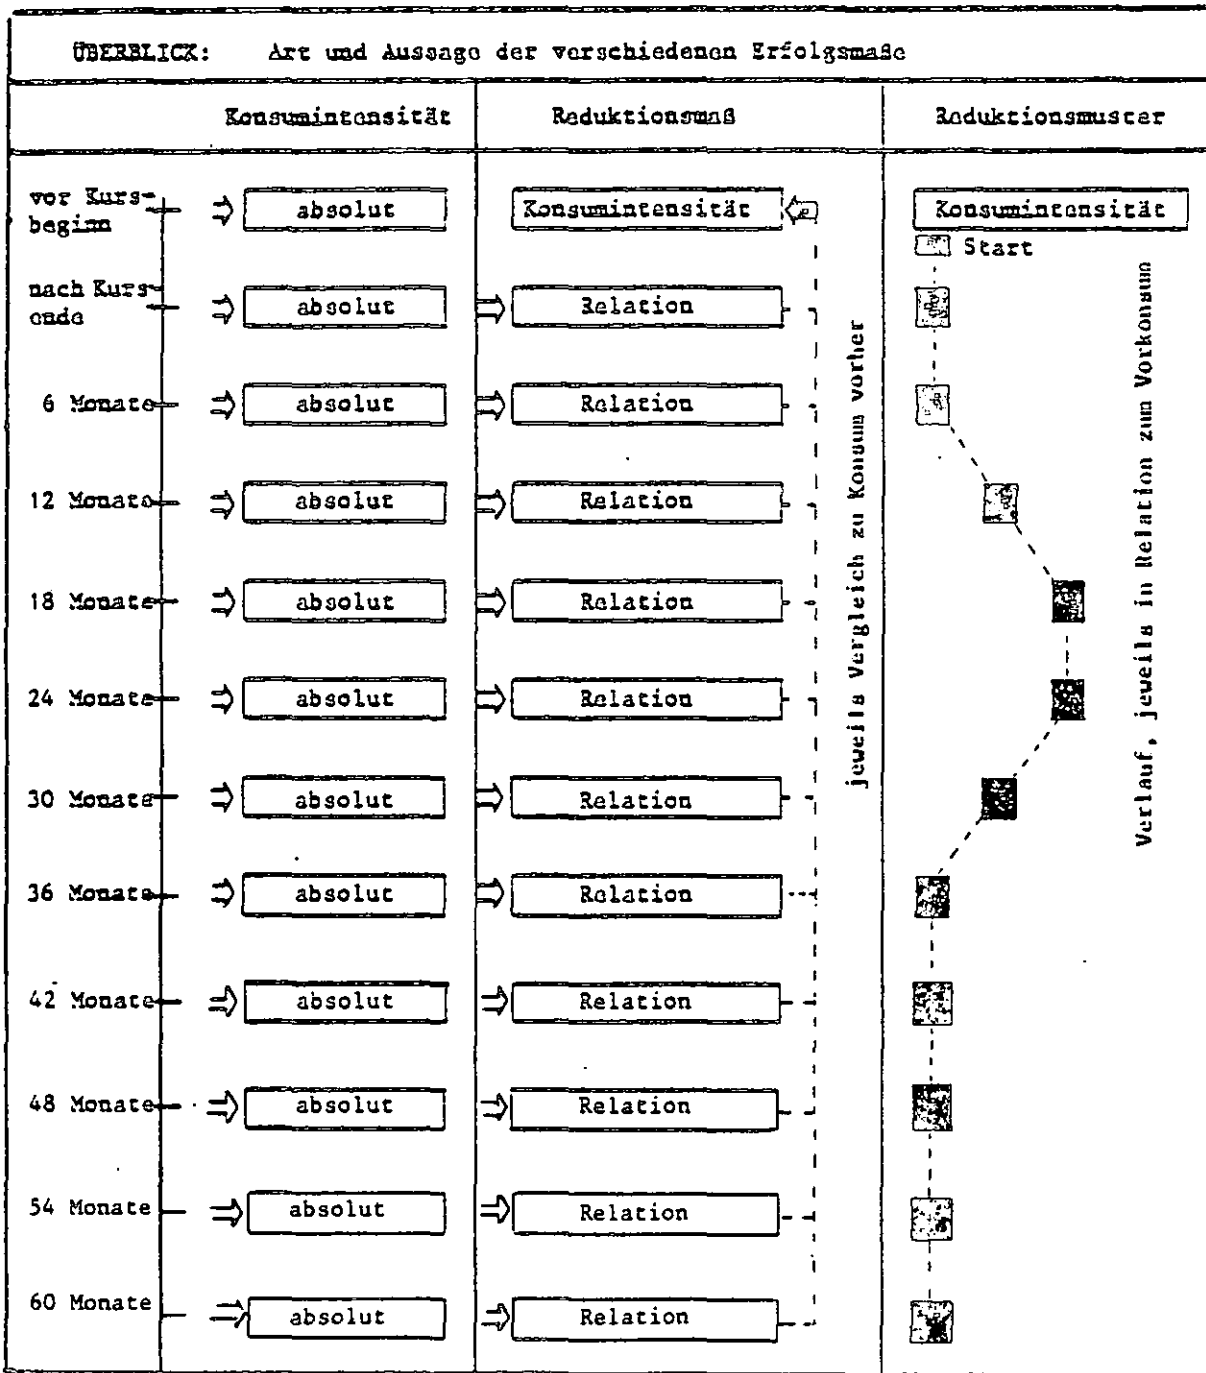 ÜBERBLICK: Art und Aussage der verschiedenen Erfolgsmaße
Konsumintensität Reduktionsmaß Reduktionsmuster
vor Kurs-
beginn absolut Konsumintensität Konsumintensität
Start
nach Kurs-
ende absolut Relation
6 Monate absolut Relation
12 Monate absolut Relation
18 Monate absolut Relation
24 Monate absolut Relation
30 Monate absolut Relation
36 Monate absolut Relation
42 Monate absolut Relation
48 Monate absolut Relation
54 Monate absolut Relation
60 Monate absolut Relation
jeweils Vergleich zu Konsum vorher
Verlauf, jeweils in Relation zum Vorkonsum